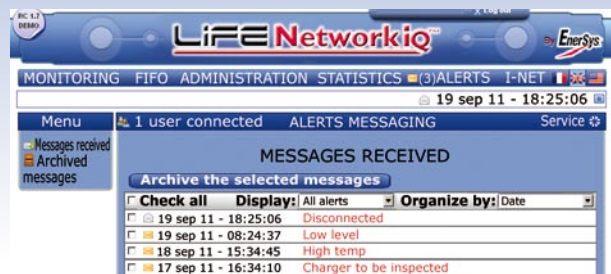 RC 1.7
DEMO
X Log out
LiFE Networkiq™
by EnerSys
MONITORING FIFO ADMINISTRATION STATISTICS (3)ALERTS I-NET
19 sep 11 - 18:25:06
Menu
1 user connected ALERTS MESSAGING Service
Messages received
Archived messages
MESSAGES RECEIVED
Archive the selected messages
Check all Display: All alerts Organize by: Date
19 sep 11 - 18:25:06 Disconnected
19 sep 11 - 08:24:37 Low level
18 sep 11 - 15:34:45 High temp
17 sep 11 - 16:34:10 Charger to be inspected